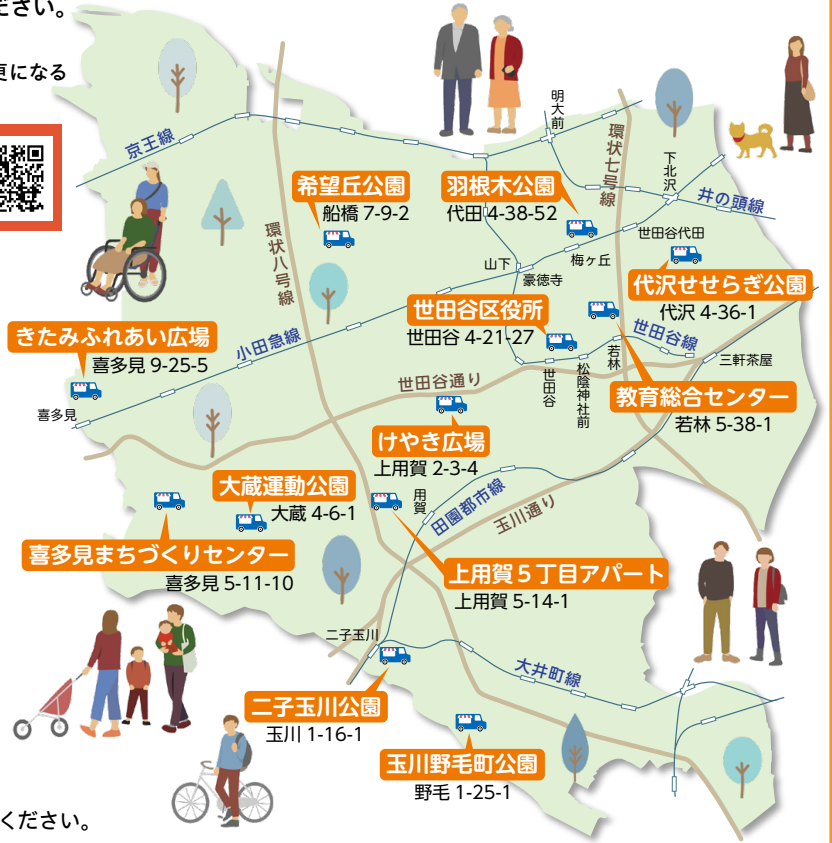 ださい。
更になる
京王線
明大前
環状七号線
下北沢
井の頭線
希望丘公園
船橋 7-9-2
羽根木公園
代田 4-38-52
環状八号線
世田谷代田
梅ヶ丘
山下
豪徳寺
代沢せせらぎ公園
代沢 4-36-1
世田谷区役所
世田谷 4-21-27
世田谷線
小田急線
きたみふれあい広場
喜多見 9-25-5
喜多見
若林
三軒茶屋
世田谷
松陰神社前
世田谷通り
教育総合センター
若林 5-38-1
けやき広場
上用賀 2-3-4
大蔵運動公園
大蔵 4-6-1
用賀
田園都市線
玉川通り
喜多見まちづくりセンター
喜多見 5-11-10
上用賀5丁目アパート
上用賀 5-14-1
二子玉川
大井町線
二子玉川公園
玉川 1-16-1
玉川野毛町公園
野毛 1-25-1
ください。